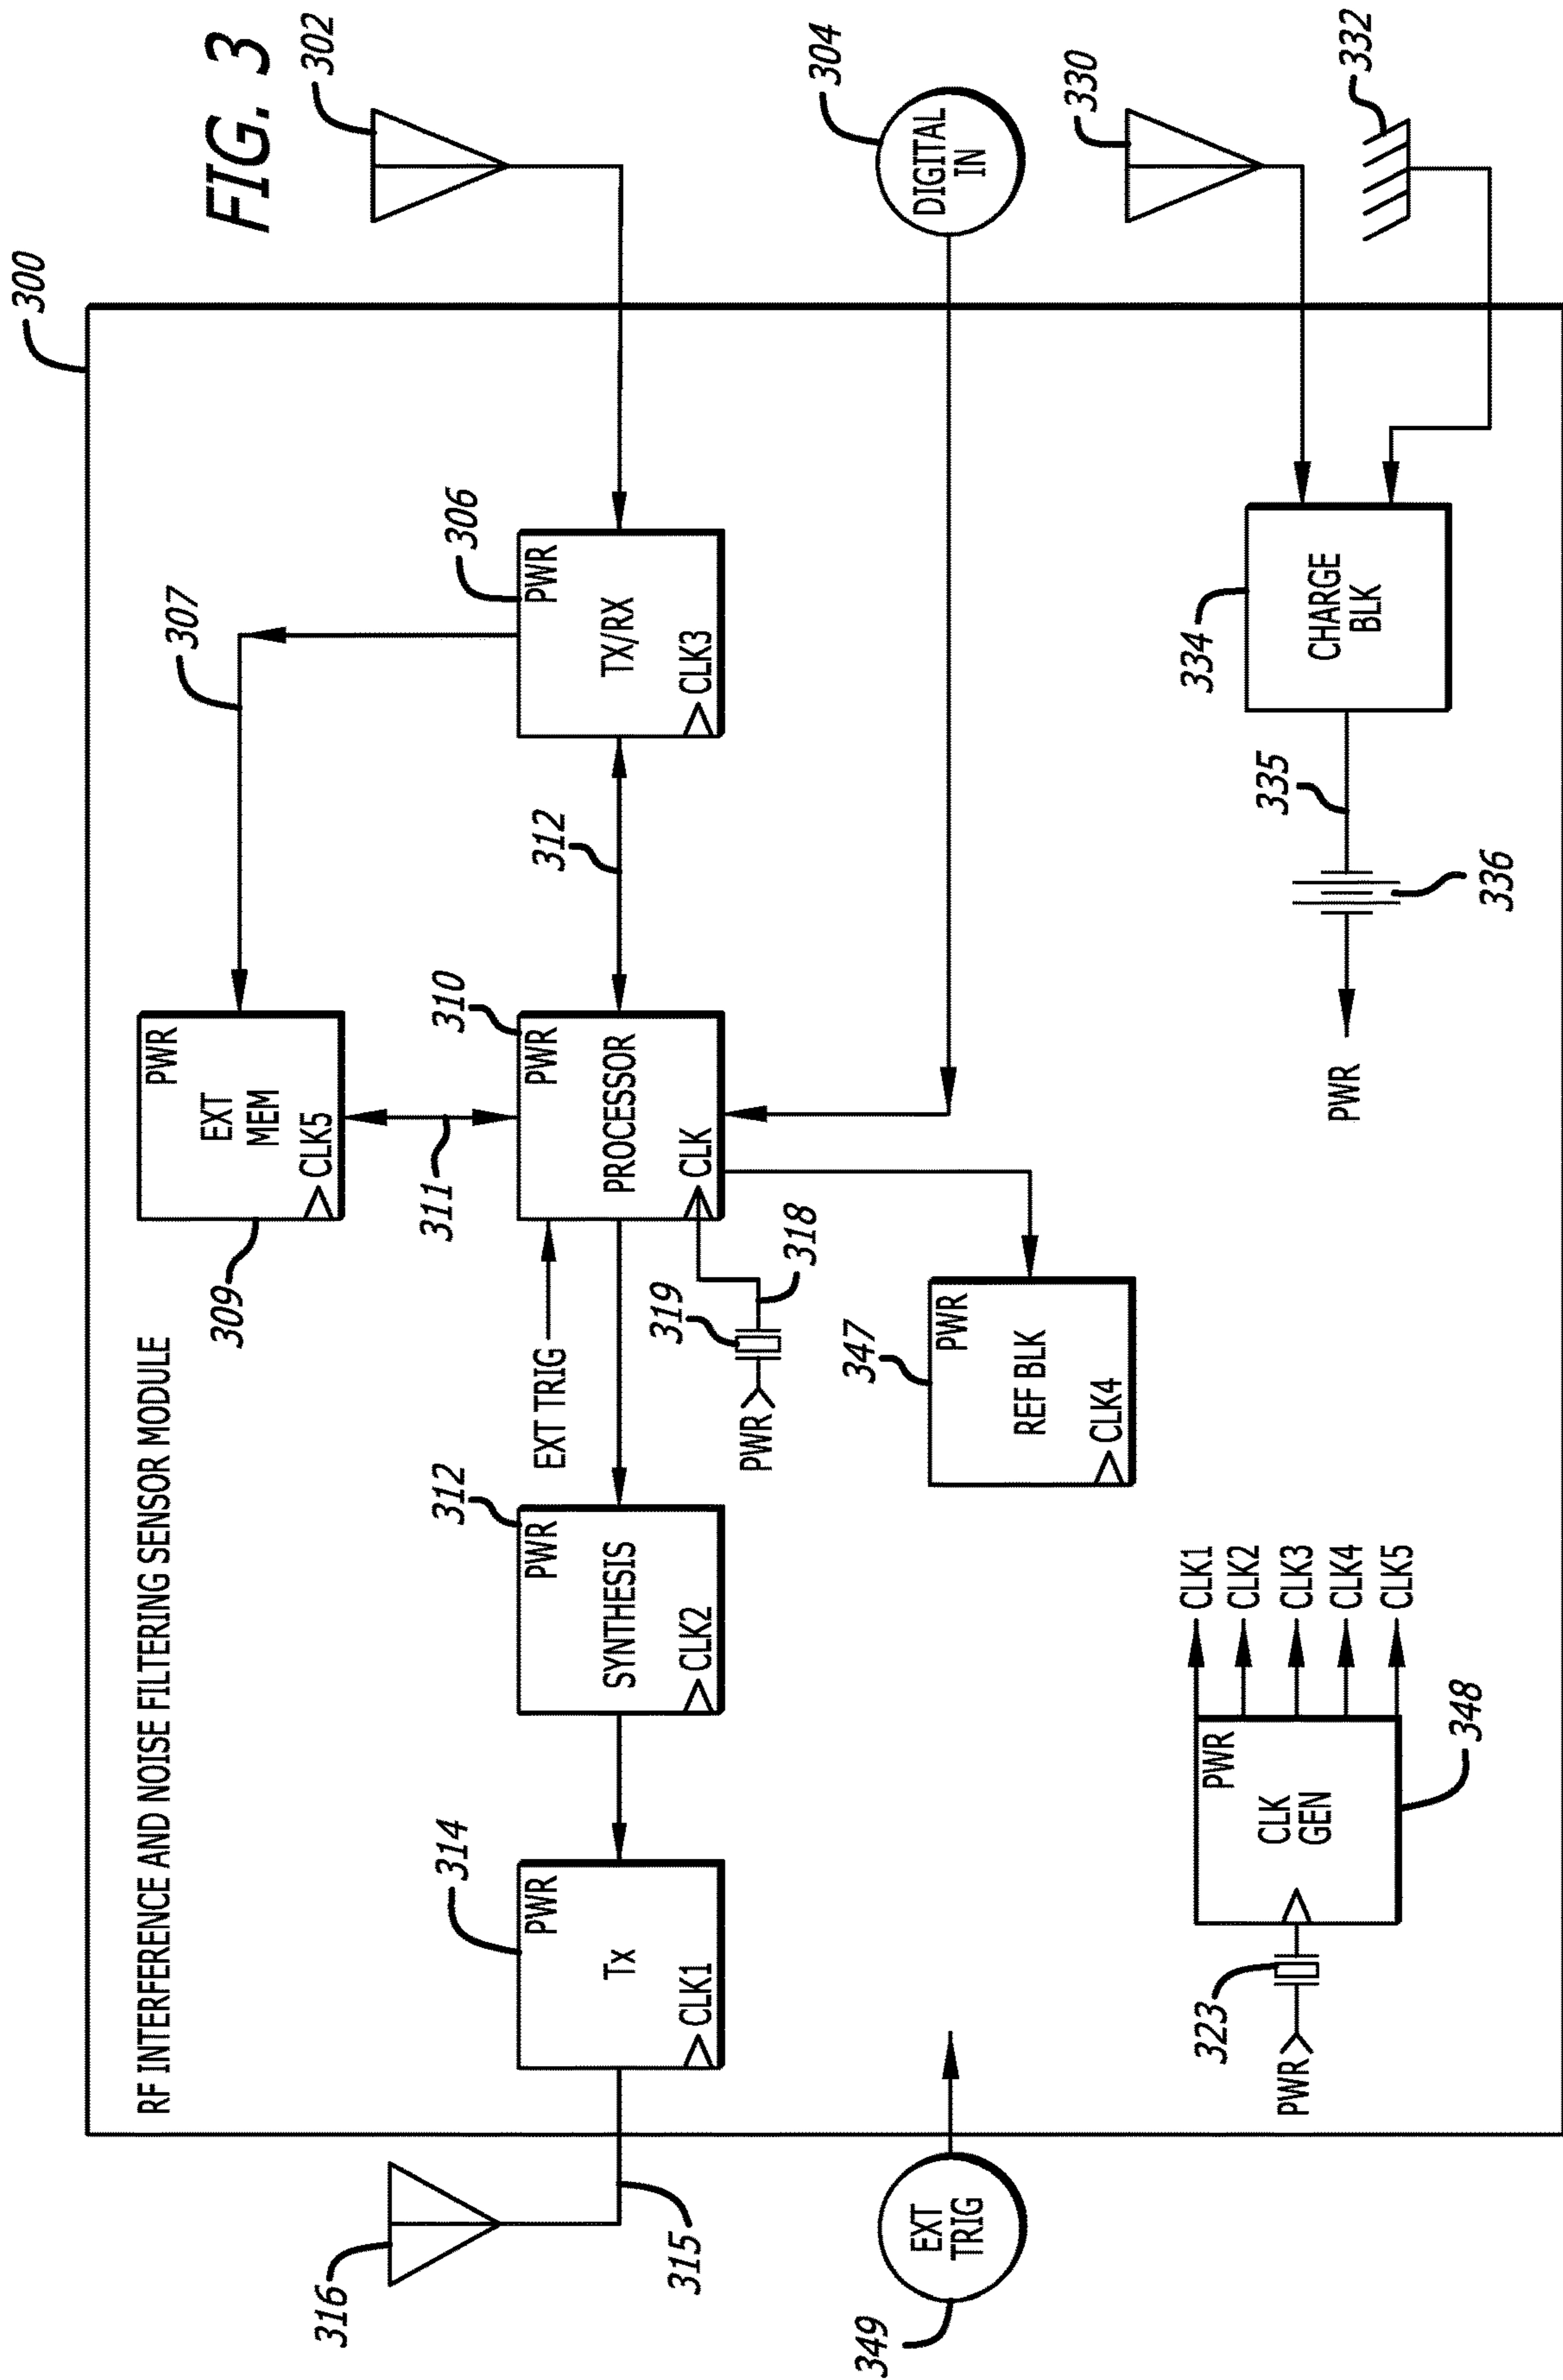 FIG. 3
300
RF INTERFERENCE AND NOISE FILTERING SENSOR MODULE
316
315
314
PWR
Tx
CLK1
312
PWR
SYNTHESIS
CLK2
EXT TRIG
309
PWR
EXT
MEM
CLK5
311
310
PWR
PROCESSOR
CLK
307
312
306
PWR
TX/RX
CLK3
302
319
318
PWR
347
PWR
REF BLK
CLK4
304
DIGITAL
IN
349
EXT
TRIG
323
PWR
PWR
CLK
GEN
348
CLK1
CLK2
CLK3
CLK4
CLK5
PWR
336
335
334
CHARGE
BLK
330
332